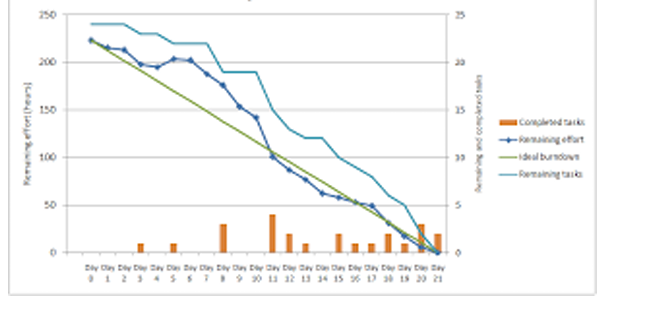 250
200
150
100
50
0
Remaining effort (hours)
25
20
15
10
5
0
Remaining and completed tasks
Day Day Day Day Day Day Day Day Day Day Day Day Day Day Day Day Day Day Day Day Day Day
0 1 2 3 4 5 6 7 8 9 10 11 12 13 14 15 16 17 18 19 20 21
Completed tasks
Remaining effort
Ideal burndown
Remaining tasks